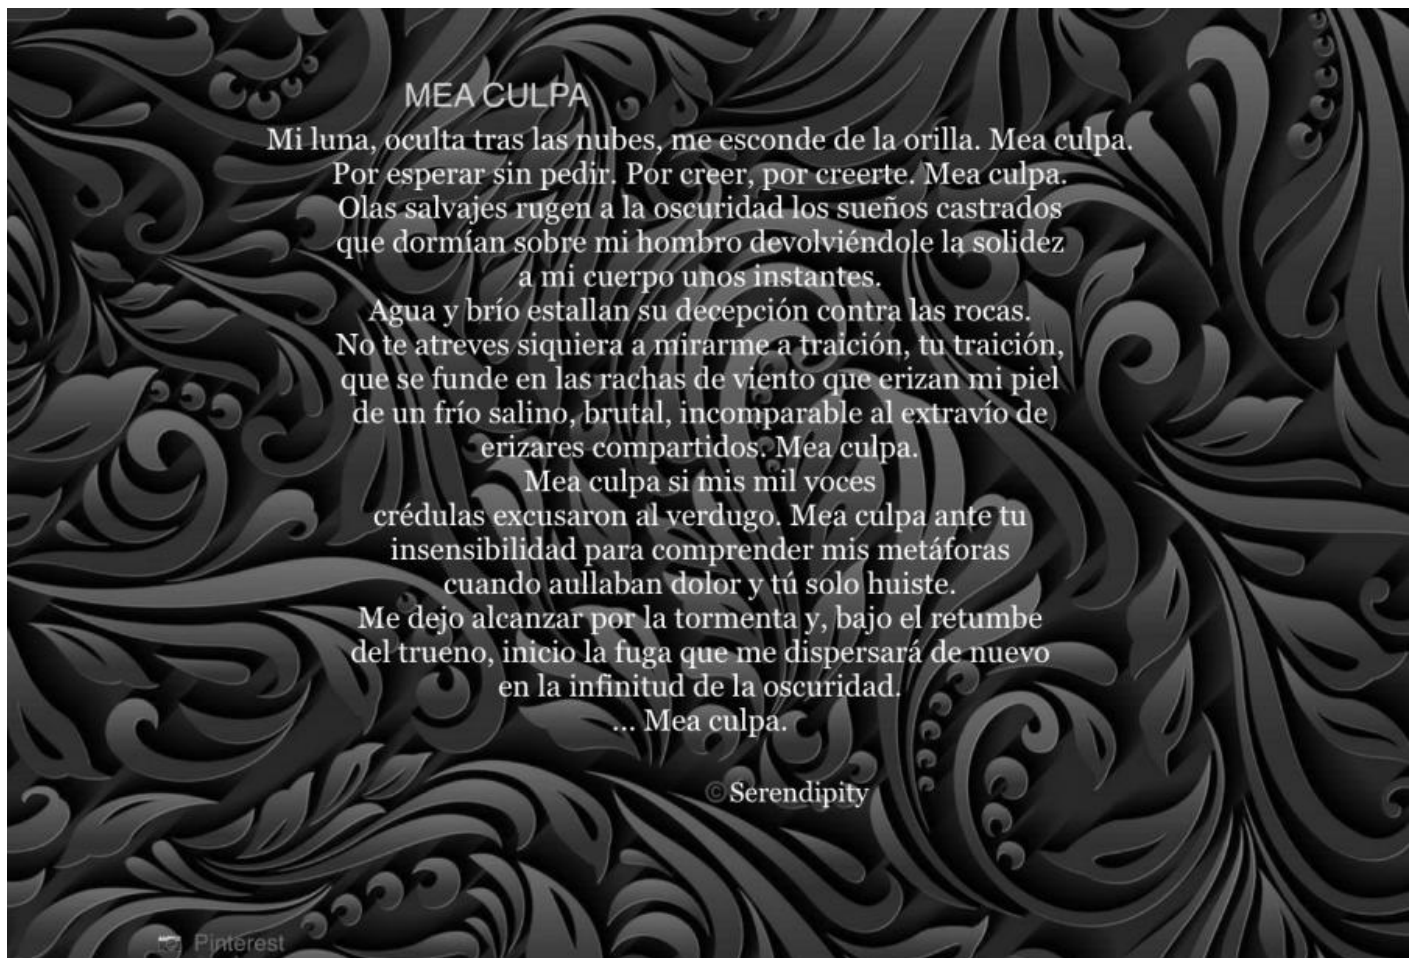 MEA CULPA
Mi luna, oculta tras las nubes, me esconde de la orilla. Mea culpa.
Por esperar sin pedir. Por creer, por creerte. Mea culpa.
Olas salvajes rugen a la oscuridad los sueños castrados
que dormían sobre mi hombro devolviéndole la solidez
a mi cuerpo unos instantes.
Agua y brío estallan su decepción contra las rocas.
No te atreves siquiera a mirarme a traición, tu traición,
que se funde en las rachas de viento que erizan mi piel
de un frío salino, brutal, incomparable al extravío de
erizares compartidos. Mea culpa.
Mea culpa si mis mil voces
crédulas excusaron al verdugo. Mea culpa ante tu
insensibilidad para comprender mis metáforas
cuando aullaban dolor y tú solo huiste.
Me dejo alcanzar por la tormenta y, bajo el retumbe
del trueno, inicio la fuga que me dispersará de nuevo
en la infinitud de la oscuridad.
... Mea culpa.
©Serendipity
Pinterest